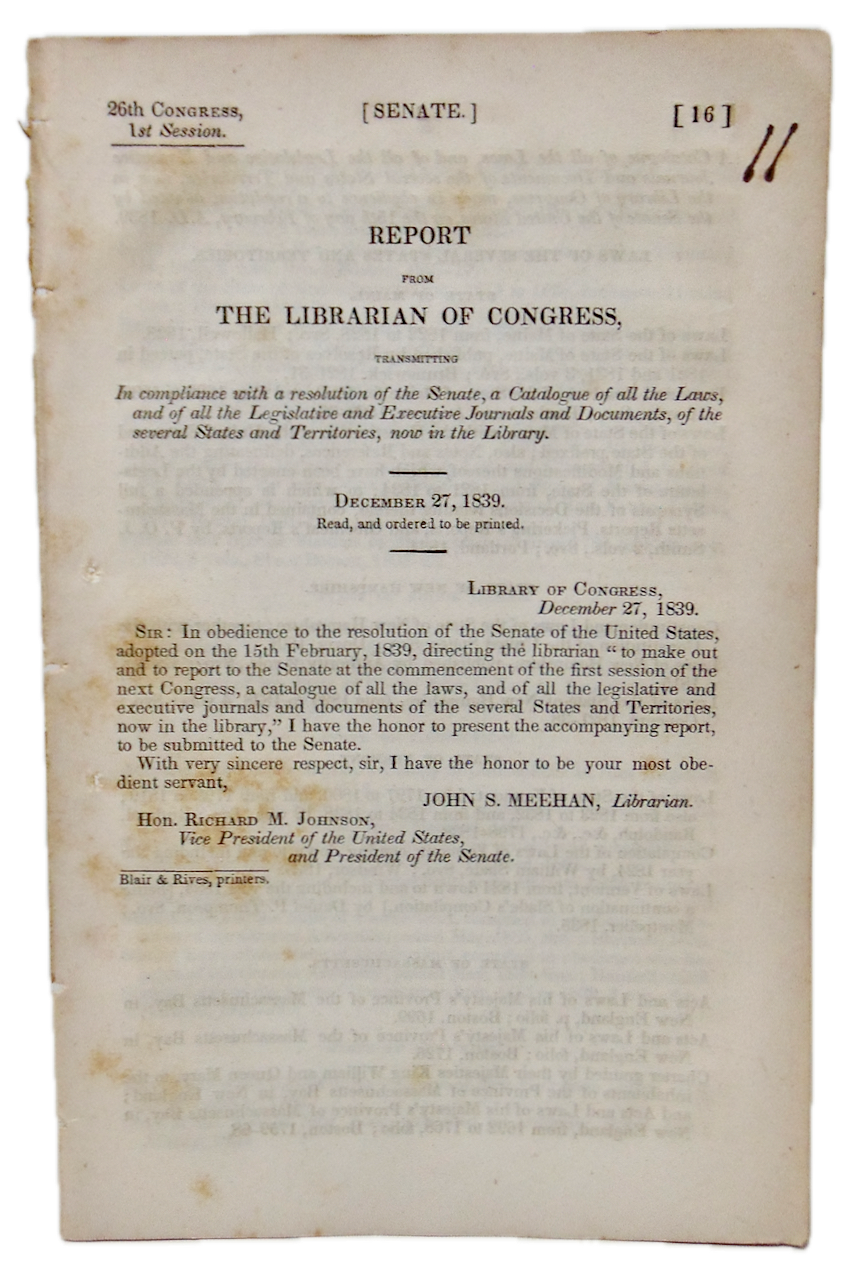 26th CONGRESS,
1st Session.
[ SENATE. ]
[ 16 ]
11
REPORT
FROM
THE LIBRARIAN OF CONGRESS,
TRANSMITTING
In compliance with a resolution of the Senate, a Catalogue of all the Laws,
and of all the Legislative and Executive Journals and Documents, of the
several States and Territories, now in the Library.
DECEMBER 27, 1839.
Read, and ordered to be printed.
LIBRARY OF CONGRESS,
December 27, 1839.
SIR: In obedience to the resolution of the Senate of the United States,
adopted on the 15th February, 1839, directing the librarian “ to make out
and to report to the Senate at the commencement of the first session of the
next Congress, a catalogue of all the laws, and of all the legislative and
executive journals and documents of the several States and Territories,
now in the library,” I have the honor to present the accompanying report,
to be submitted to the Senate.
With very sincere respect, sir, I have the honor to be your most obe-
dient servant,
JOHN S. MEEHAN, Librarian.
Hon. RICHARD M. JOHNSON,
Vice President of the United States,
and President of the Senate.
Blair & Rives, printers.